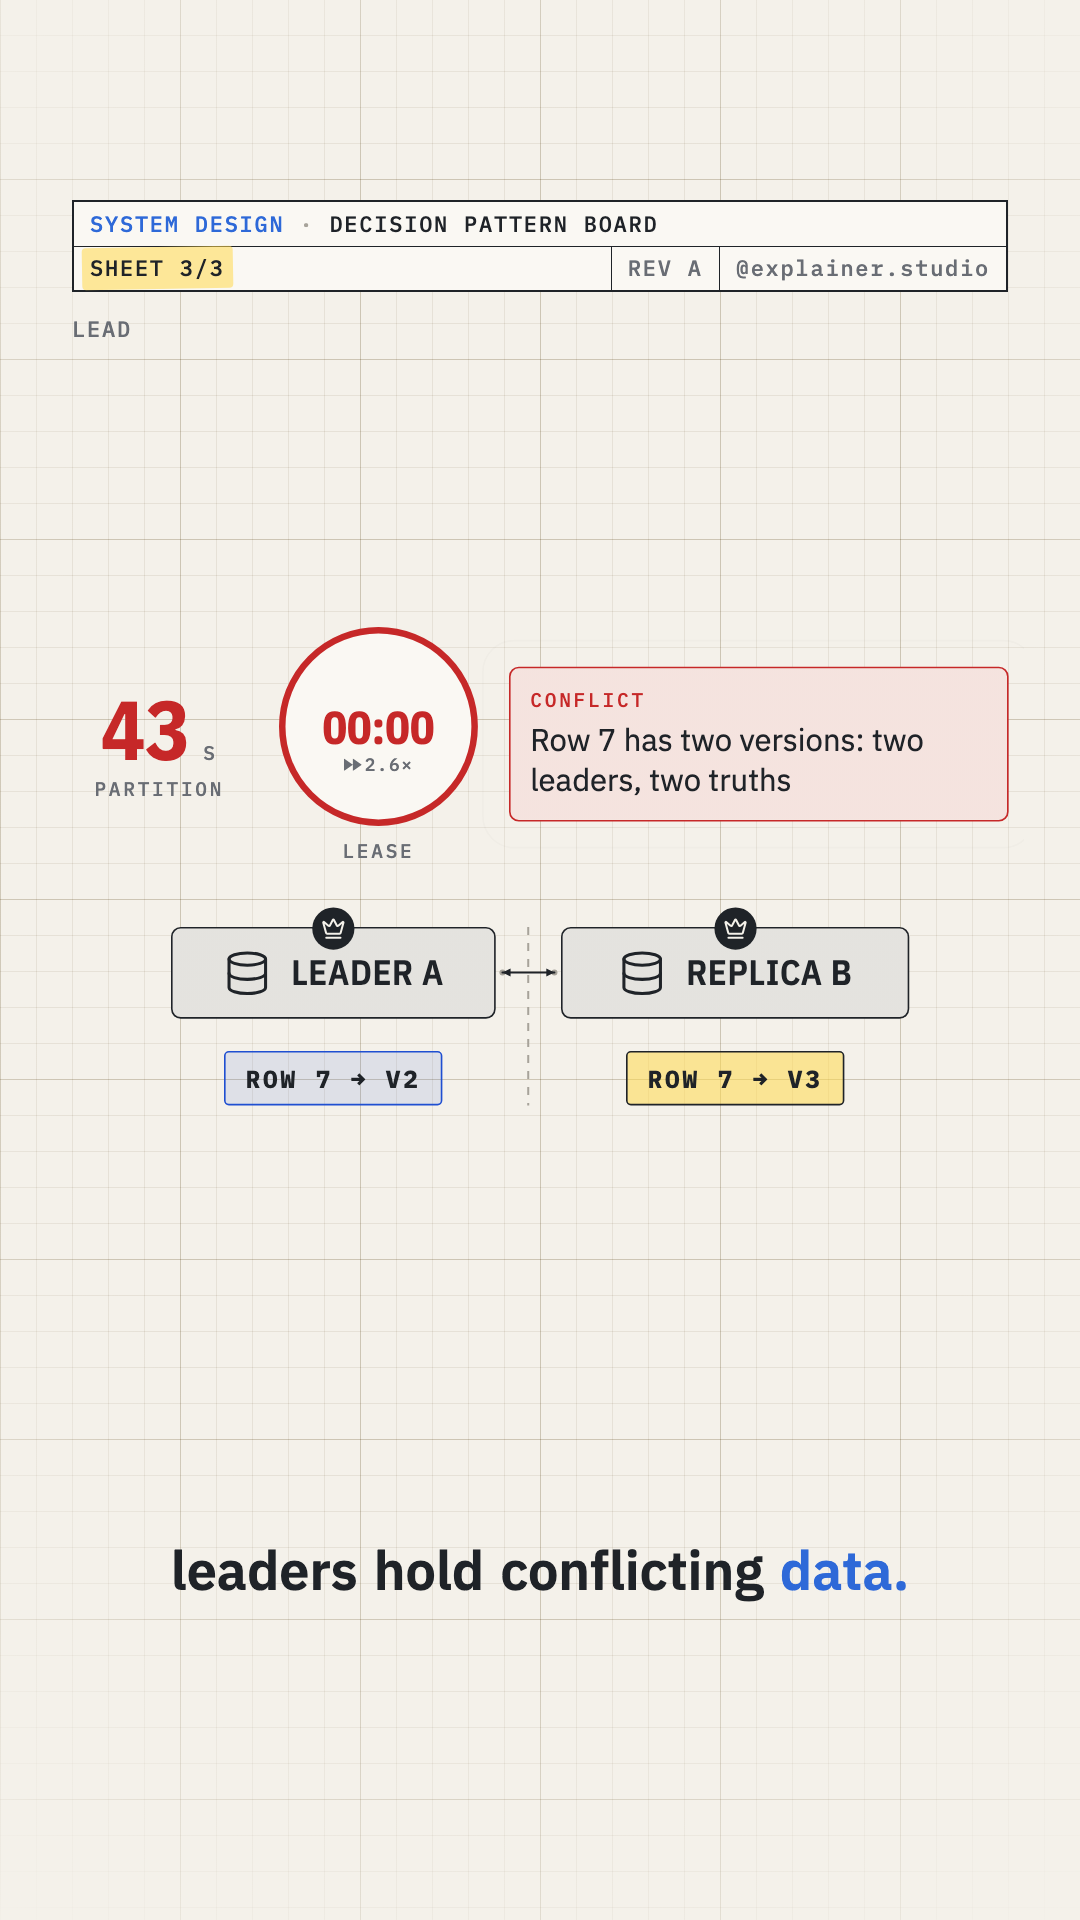 SYSTEM DESIGN · DECISION PATTERN BOARD
SHEET 3/3
REV A
@explainer.studio
LEAD
43 S
PARTITION
00:00
2.6×
LEASE
CONFLICT
Row 7 has two versions: two
leaders, two truths
LEADER A
REPLICA B
ROW 7 → V2
ROW 7 → V3
leaders hold conflicting data.